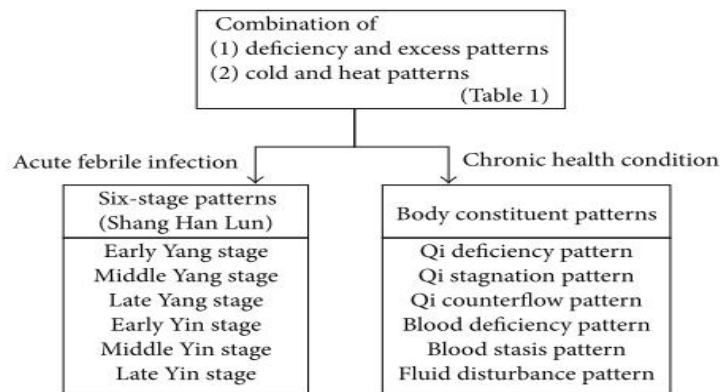 Combination of
(1) deficiency and excess patterns
(2) cold and heat patterns
(Table 1)
Acute febrile infection
Chronic health condition
Six-stage patterns
(Shang Han Lun)
Early Yang stage
Middle Yang stage
Late Yang stage
Early Yin stage
Middle Yin stage
Late Yin stage
Body constituent patterns
Qi deficiency pattern
Qi stagnation pattern
Qi counterflow pattern
Blood deficiency pattern
Blood stasis pattern
Fluid disturbance pattern